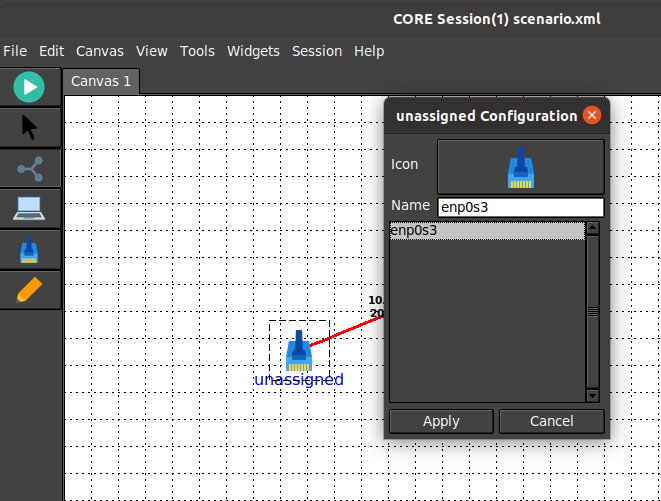 CORE Session(1) scenario.xml
File Edit Canvas View Tools Widgets Session Help
Canvas 1
unassigned Configuration
Icon
Name enp0s3
enp0s3
10.
20
unassigned
Apply Cancel